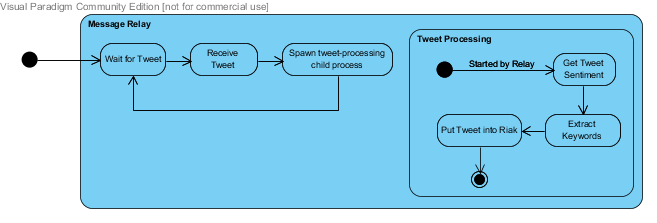 Visual Paradigm Community Edition [not for commercial use]
Message Relay
Wait for Tweet
Receive
Tweet
Spawn tweet-processing
child process
Tweet Processing
Started by Relay
Get Tweet
Sentiment
Put Tweet into Riak
Extract
Keywords